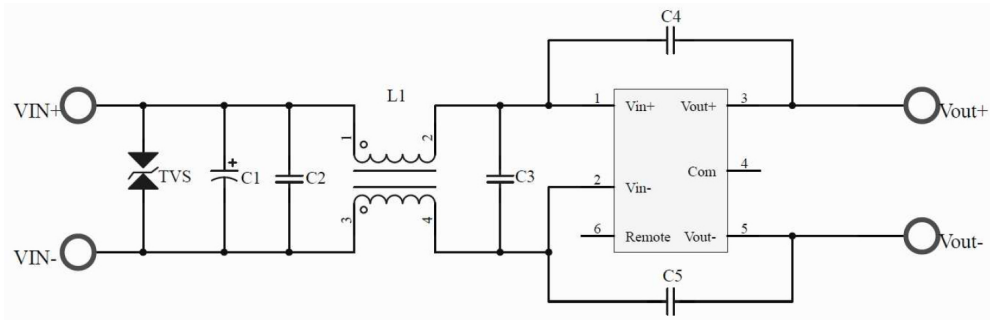 C4
L1
VIN+
1
2
1
Vin+
Vout+
3
Vout+
TVS
+
C1
C2
C3
2
Vin-
Com
4
3
4
6
Remote
Vout-
5
Vout-
VIN-
C5